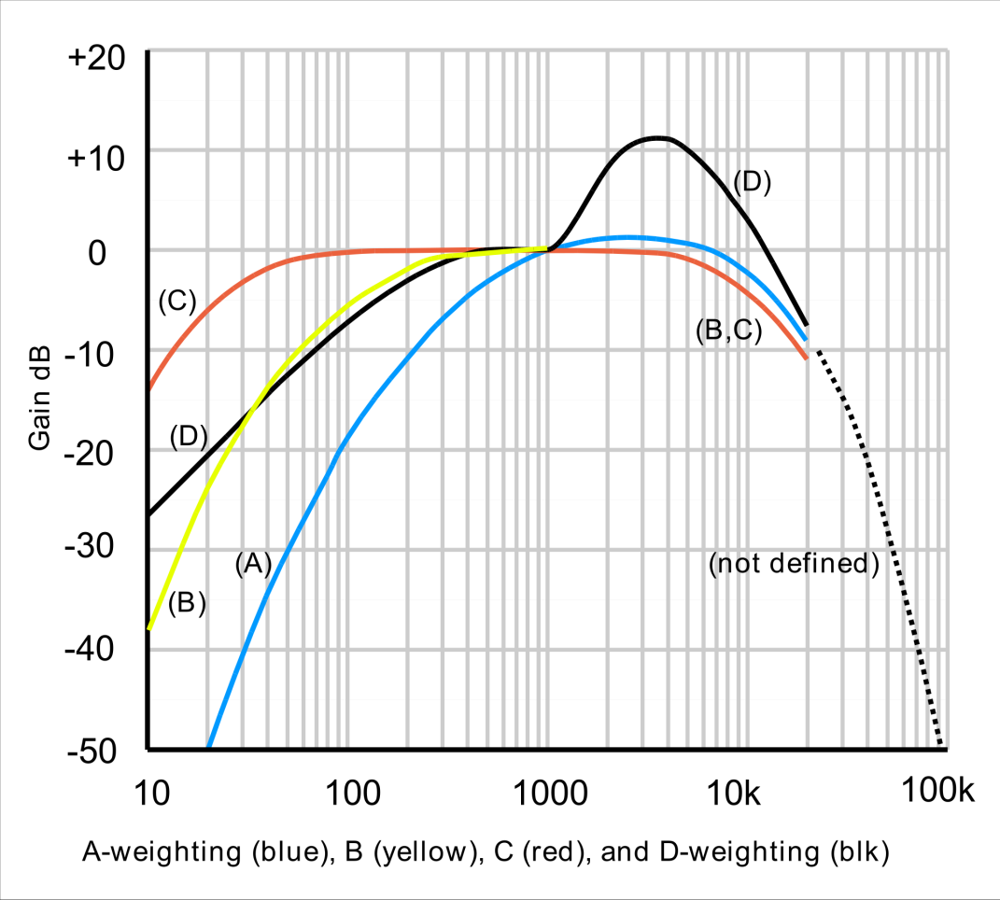 +20
+10
0
-10
-20
-30
-40
-50
Gain dB
(D)
(C)
(B,C)
(D)
(A)
(not defined)
(B)
10 100 1000 10k 100k
A-weighting (blue), B (yellow), C (red), and D-weighting (blk)